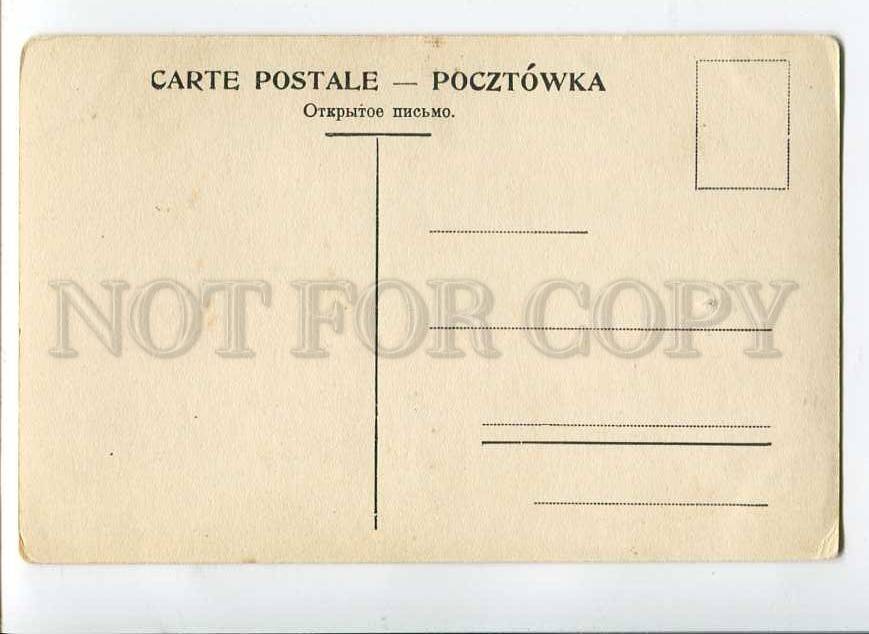 CARTE POSTALE — POCZTÓWKA
Открытое письмо.
NOT FOR COPY